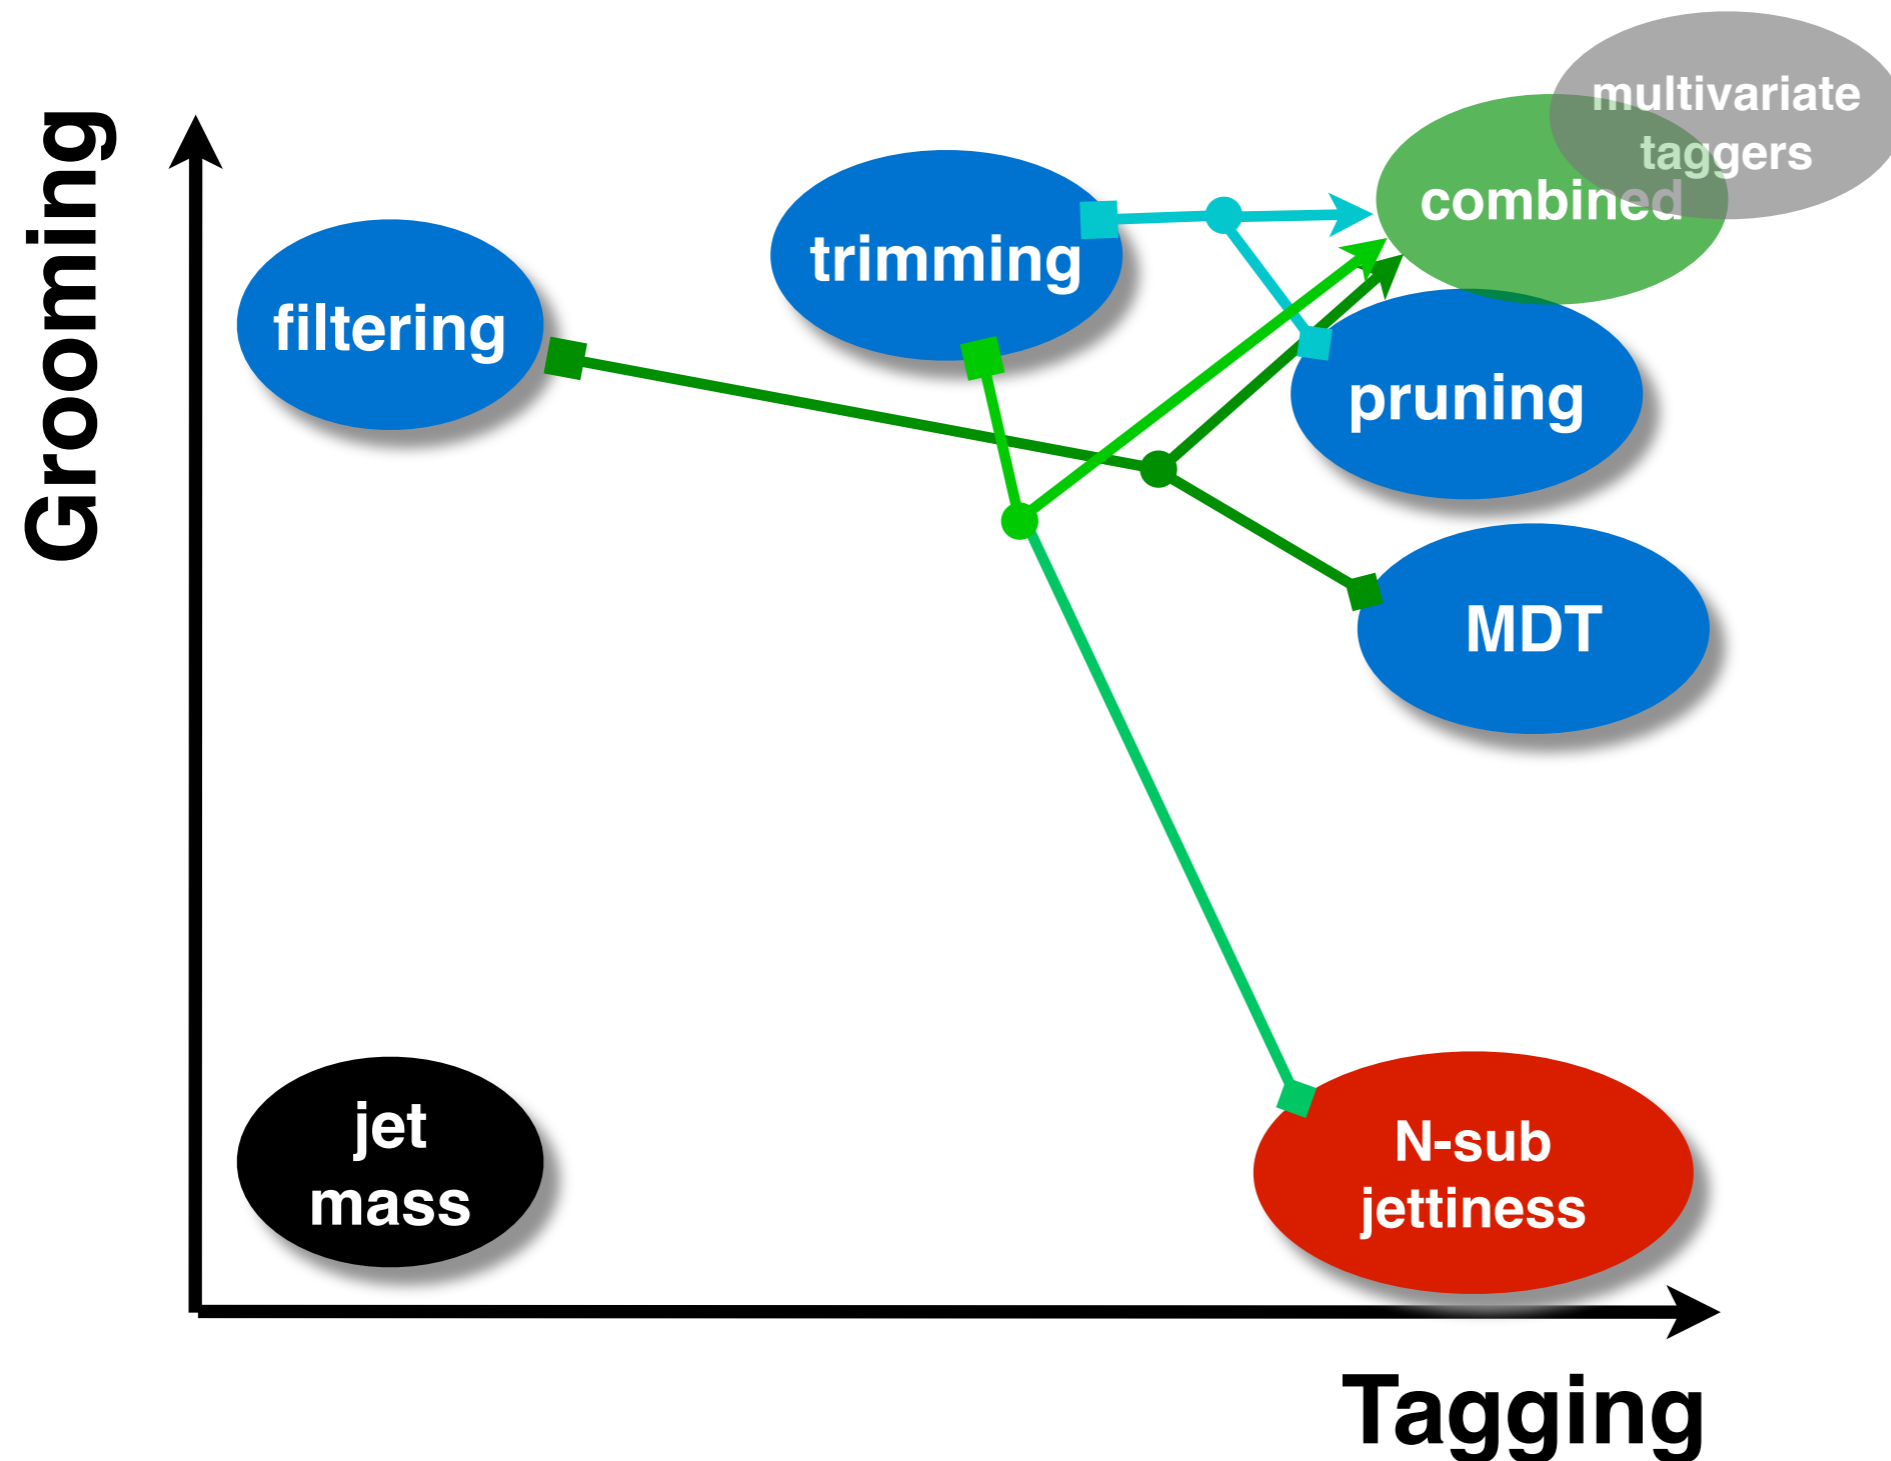 Grooming
multivariate
taggers
combined
trimming
filtering
pruning
MDT
jet
mass
N-sub
jettiness
Tagging